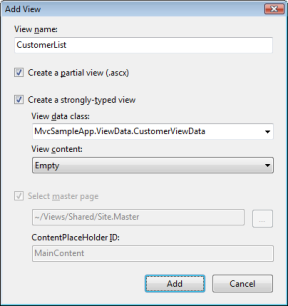 Add View
View name:
CustomerList
Create a partial view (.ascx)
Create a strongly-typed view
View data class:
MvcSampleApp.ViewData.CustomerViewData
View content:
Empty
Select master page
~/Views/Shared/Site.Master
...
ContentPlaceHolder ID:
MainContent
Add
Cancel